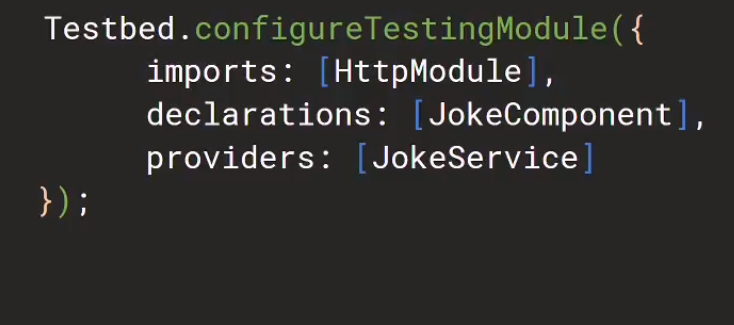 Testbed.configureTestingModule({
imports: [HttpModule],
declarations: [JokeComponent],
providers: [JokeService]
});